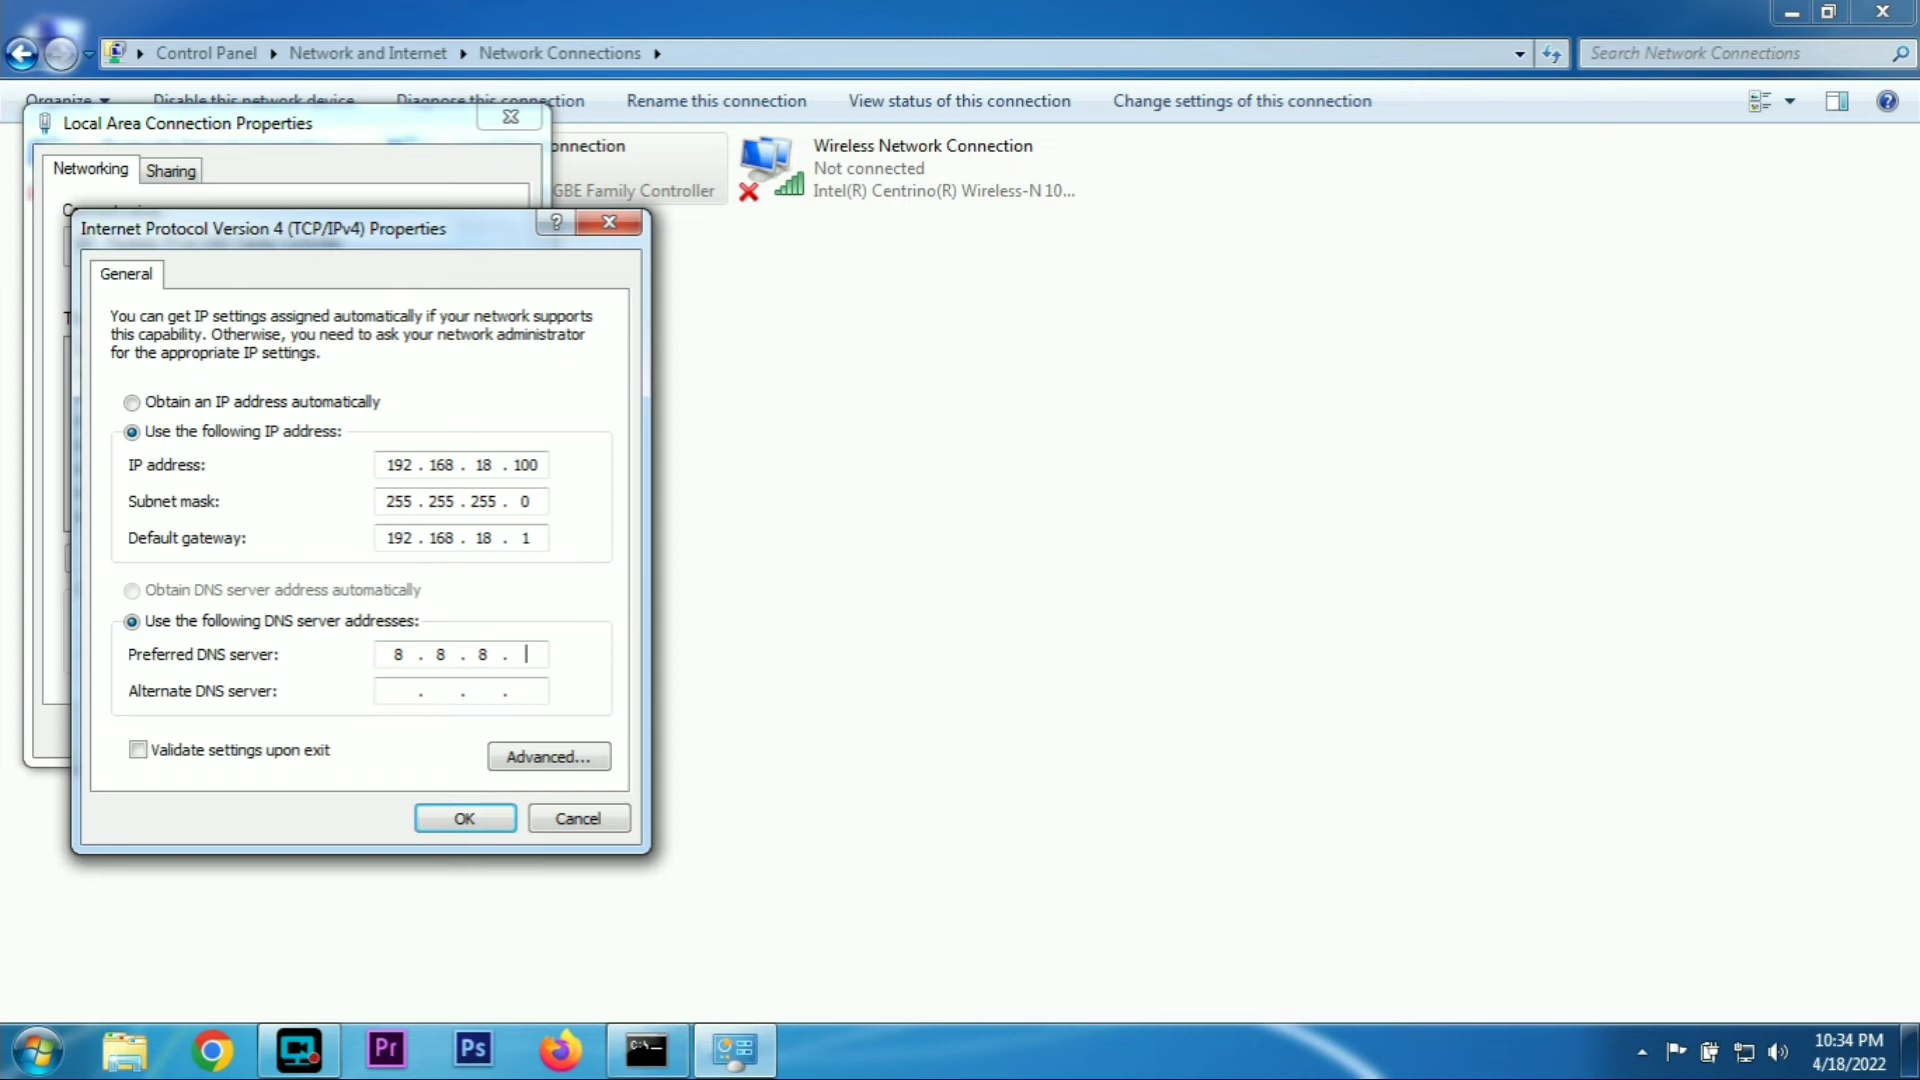 Control Panel
Network and Internet
Network Connections
Search Network Connections
Organize
Disable this network device
Diagnose this connection
Rename this connection
View status of this connection
Change settings of this connection
Local Area Connection Properties
Networking
Sharing
onnection
GBE Family Controller
Wireless Network Connection
Not connected
Intel(R) Centrino(R) Wireless-N 10...
Internet Protocol Version 4 (TCP/IPv4) Properties
General
You can get IP settings assigned automatically if your network supports
this capability. Otherwise, you need to ask your network administrator
for the appropriate IP settings.
Obtain an IP address automatically
Use the following IP address:
IP address: 192 . 168 . 18 . 100
Subnet mask: 255 . 255 . 255 . 0
Default gateway: 192 . 168 . 18 . 1
Obtain DNS server address automatically
Use the following DNS server addresses:
Preferred DNS server: 8 . 8 . 8 .
Alternate DNS server: . . .
Validate settings upon exit
Advanced...
OK
Cancel
Pr
Ps
C:\
10:34 PM
4/18/2022